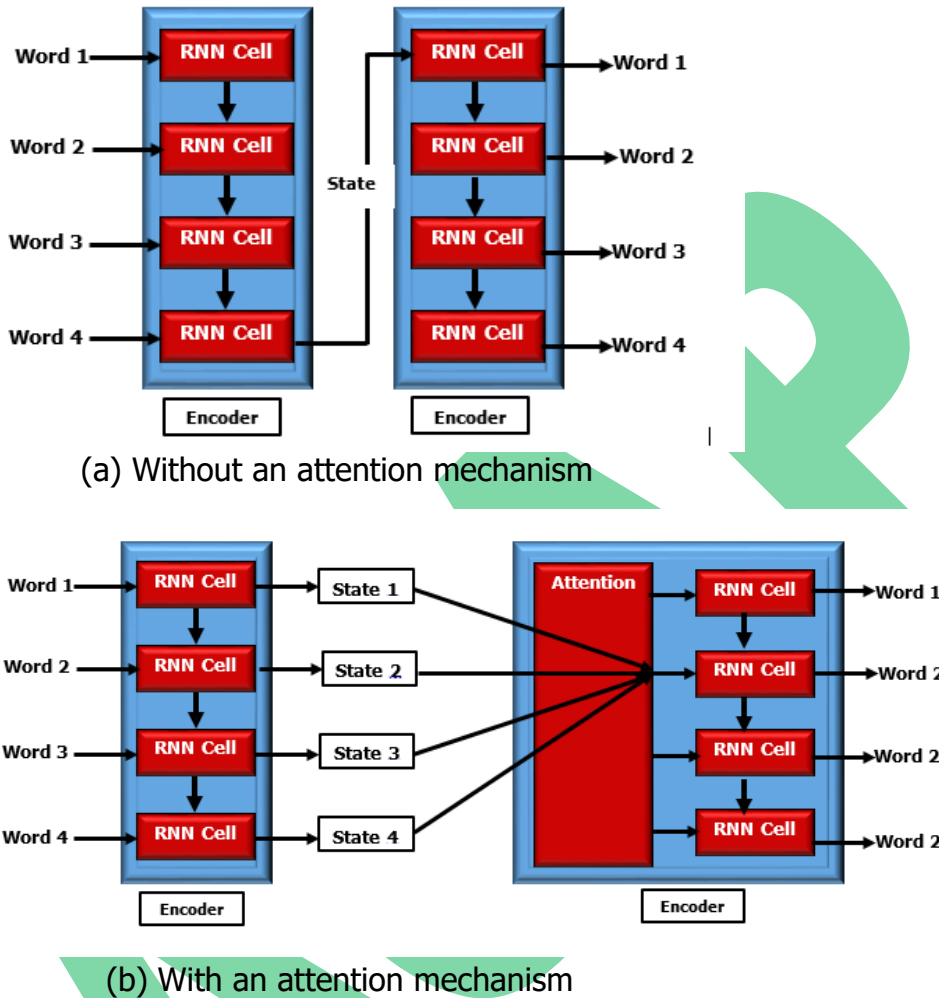 Word 1 RNN Cell RNN Cell Word 1
Word 2 RNN Cell RNN Cell Word 2
State
Word 3 RNN Cell RNN Cell Word 3
Word 4 RNN Cell RNN Cell Word 4
Encoder Encoder
(a) Without an attention mechanism
Word 1 RNN Cell State 1 Attention RNN Cell Word 1
Word 2 RNN Cell State 2 RNN Cell Word 2
Word 3 RNN Cell State 3 RNN Cell Word 2
Word 4 RNN Cell State 4 RNN Cell Word 2
Encoder Encoder
(b) With an attention mechanism